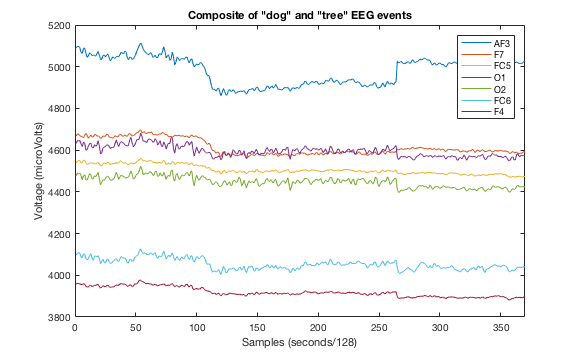 Composite of "dog" and "tree" EEG events
5200
5000
4800
4600
4400
4200
4000
3800
Voltage (microVolts)
AF3
F7
FC5
O1
O2
FC6
F4
0
50
100
150
200
250
300
350
Samples (seconds/128)